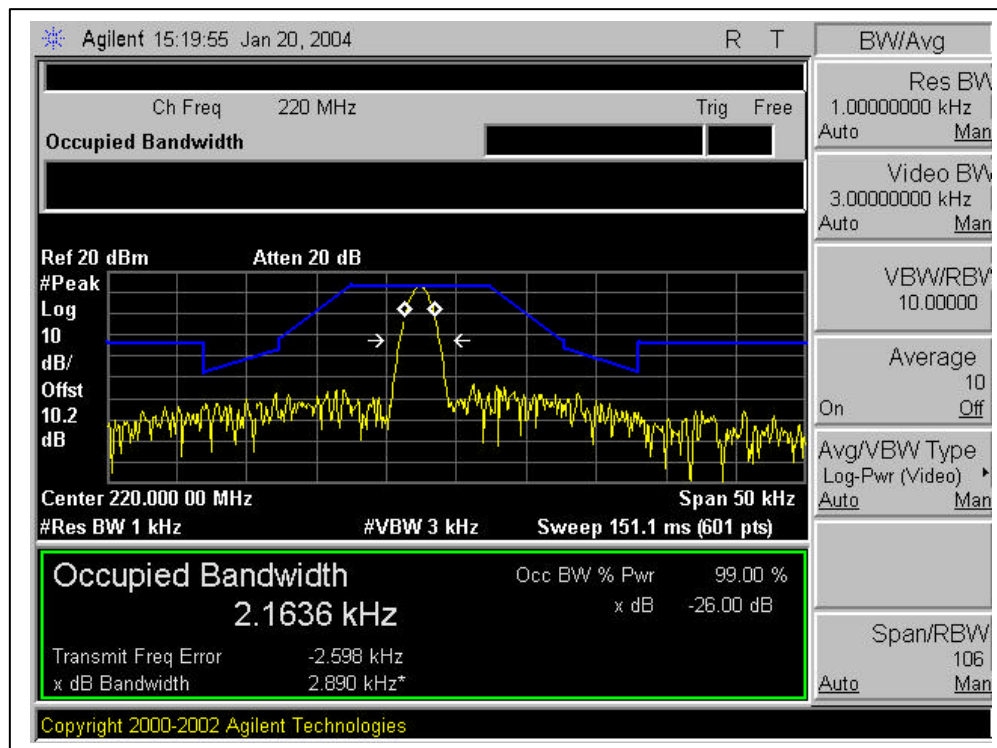 Agilent 15:19:55 Jan 20, 2004 R T
BW/Avg
Ch Freq 220 MHz Trig Free
Occupied Bandwidth
Ref 20 dBm Atten 20 dB
#Peak
Log
10
dB/
Offst
10.2
dB
Center 220.000 00 MHz Span 50 kHz
#Res BW 1 kHz #VBW 3 kHz Sweep 151.1 ms (601 pts)
Occupied Bandwidth
2.1636 kHz
Occ BW % Pwr 99.00 %
x dB -26.00 dB
Transmit Freq Error -2.598 kHz
x dB Bandwidth 2.890 kHz*
Copyright 2000-2002 Agilent Technologies
Res BW
1.00000000 kHz
Auto Man
Video BW
3.00000000 kHz
Auto Man
VBW/RBW
10.00000
Average
10
On Off
Avg/VBW Type
Log-Pwr (Video)
Auto Man
Span/RBW
106
Auto Man